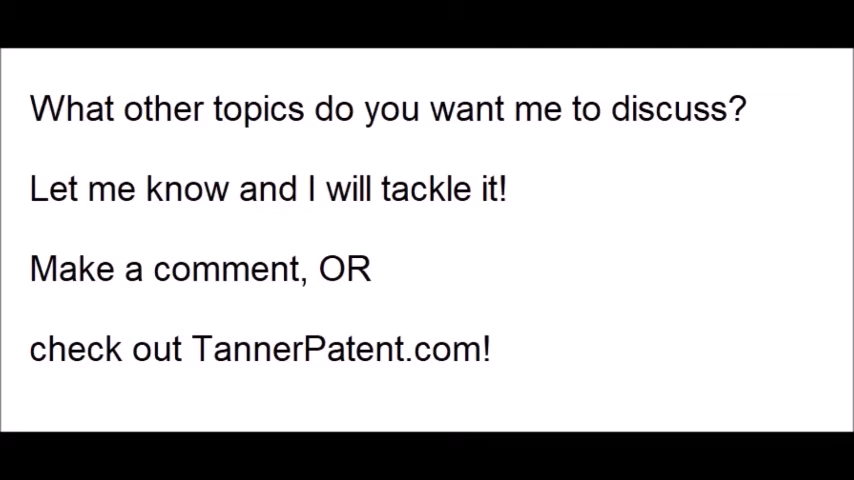 What other topics do you want me to discuss?
Let me know and I will tackle it!
Make a comment, OR
check out TannerPatent.com!